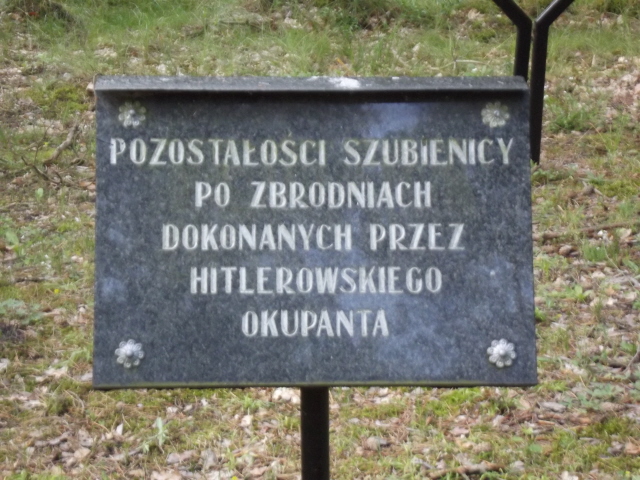 POZOSTAŁOŚCI SZUBIENICY
PO ZBRODNIACH
DOKONANYCH PRZEZ
HITLEROWSKIEGO
OKUPANTA